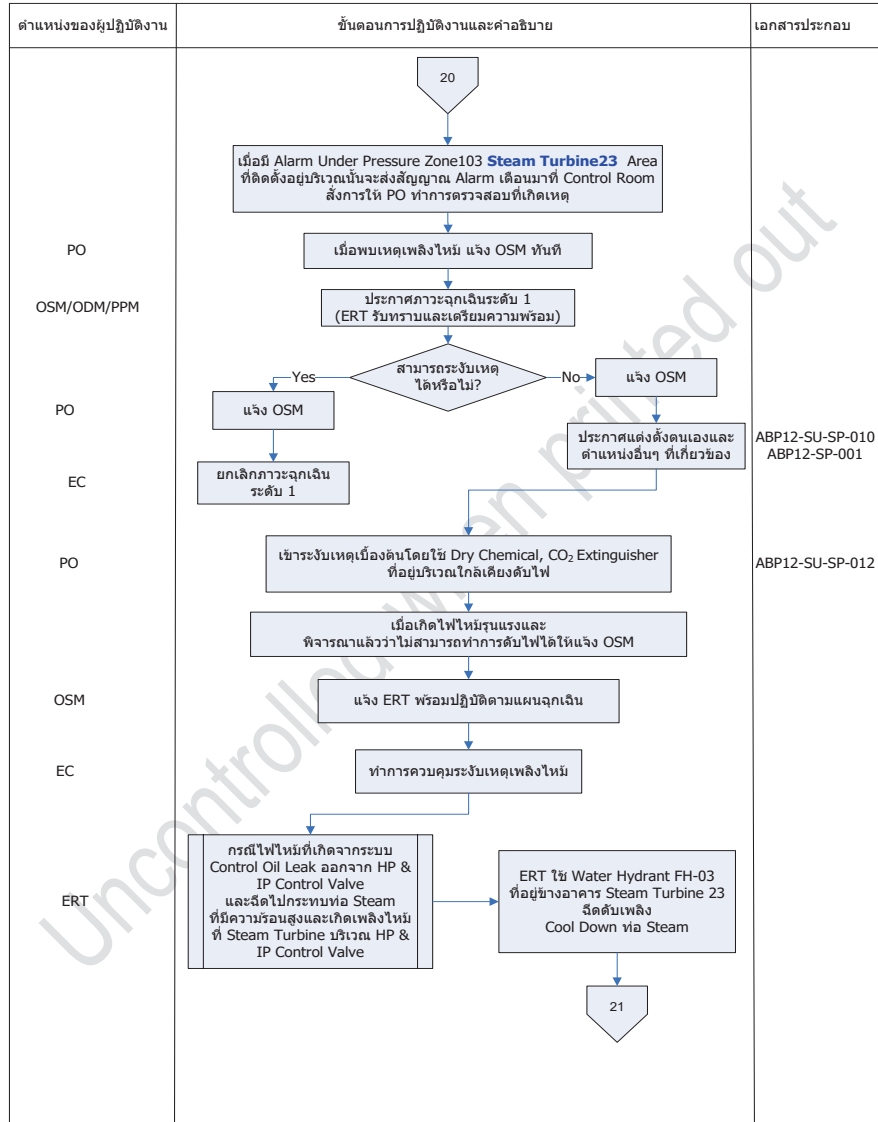 ตำแหน่งของผู้ปฏิบัติงาน
ขั้นตอนการปฏิบัติงานและคำอธิบาย
เอกสารประกอบ
20
เมื่อมี Alarm Under Pressure Zone103 Steam Turbine23 Area
ที่ติดตั้งอยู่บริเวณนั้นจะส่งสัญญาณ Alarm เตือนมาที่ Control Room
สั่งการให้ PO ทำการตรวจสอบที่เกิดเหตุ
PO
เมื่อพบเหตุเพลิงไหม้ แจ้ง OSM ทันที
OSM/ODM/PPM
ประกาศภาวะฉุกเฉินระดับ 1
(ERT รับทราบและเตรียมความพร้อม)
สามารถระงับเหตุ
ได้หรือไม่?
Yes
No
แจ้ง OSM
PO
แจ้ง OSM
ประกาศแต่งตั้งตนเองและ
ตำแหน่งอื่นๆ ที่เกี่ยวข้อง
ABP12-SU-SP-010
ABP12-SP-001
EC
ยกเลิกภาวะฉุกเฉิน
ระดับ 1
PO
เข้าระงับเหตุเบื้องต้นโดยใช้ Dry Chemical, CO₂ Extinguisher
ที่อยู่บริเวณใกล้เคียงดับไฟ
ABP12-SU-SP-012
เมื่อเกิดไฟไหม้รุนแรงและ
พิจารณาแล้วว่าไม่สามารถทำการดับไฟได้ให้แจ้ง OSM
OSM
แจ้ง ERT พร้อมปฏิบัติตามแผนฉุกเฉิน
EC
ทำการควบคุมระงับเหตุเพลิงไหม้
ERT
กรณีไฟไหม้ที่เกิดจากระบบ
Control Oil Leak ออกจาก HP &
IP Control Valve
และฉีดไปกระทบท่อ Steam
ที่มีความร้อนสูงและเกิดเพลิงไหม้
ที่ Steam Turbine บริเวณ HP &
IP Control Valve
ERT ใช้ Water Hydrant FH-03
ที่อยู่ข้างอาคาร Steam Turbine 23
ฉีดดับเพลิง
Cool Down ท่อ Steam
21
Uncontrolled when printed out